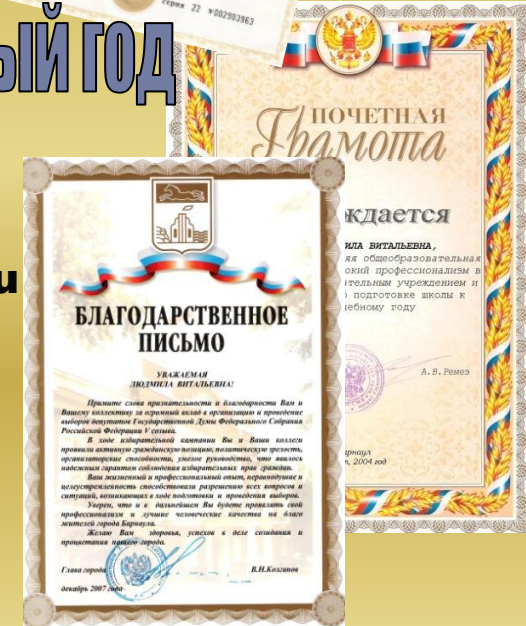 серия 22 №002903963
ЫЙ ГОД
ПОЧЕТНАЯ
Грамота
ждается
ИЛА ВИТАЛЬЕВНА,
яя общеобразовательная
окий профессионализм в
ательным учреждением и
подготовке школы к
чебному году
А.В.Ремез
рнаул
2004 год
и
БЛАГОДАРСТВЕННОЕ
ПИСЬМО
УВАЖАЕМАЯ
ЛЮДМИЛА ВИТАЛЬЕВНА!
Примите слова признательности и благодарности Вам и
Вашему коллективу за огромный вклад в организацию и проведение
выборов депутатов Государственной Думы Федерального Собрания
Российской Федерации V созыва.
В ходе избирательной кампании Вы и Ваши коллеги
проявили активную гражданскую позицию, политическую зрелость,
организаторские способности, умелое руководство, что явилось
надежным гарантом соблюдения избирательных прав граждан.
Ваш жизненный и профессиональный опыт, неравнодушие и
целеустремленность способствовали разрешению всех вопросов и
ситуаций, возникающих в ходе подготовки и проведения выборов.
Уверен, что и в дальнейшем Вы будете проявлять свой
профессионализм и лучшие человеческие качества на благо
жителей города Барнаула.
Желаю Вам здоровья, успехов в деле созидания и
процветания нашего города.
Глава города В.Н.Колганов
декабрь 2007 года